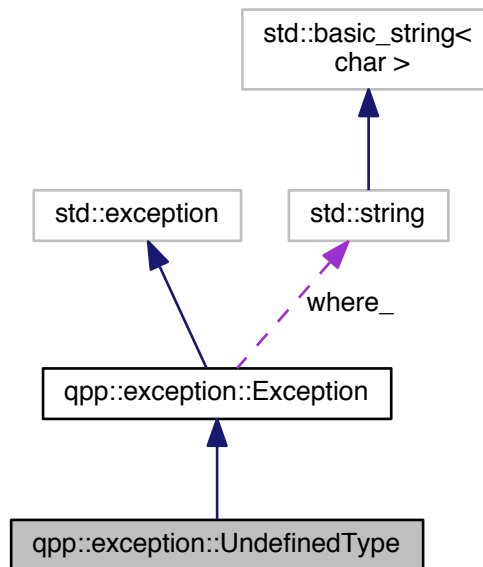 std::basic_string<
char >
std::exception
std::string
where_
qpp::exception::Exception
qpp::exception::UndefinedType